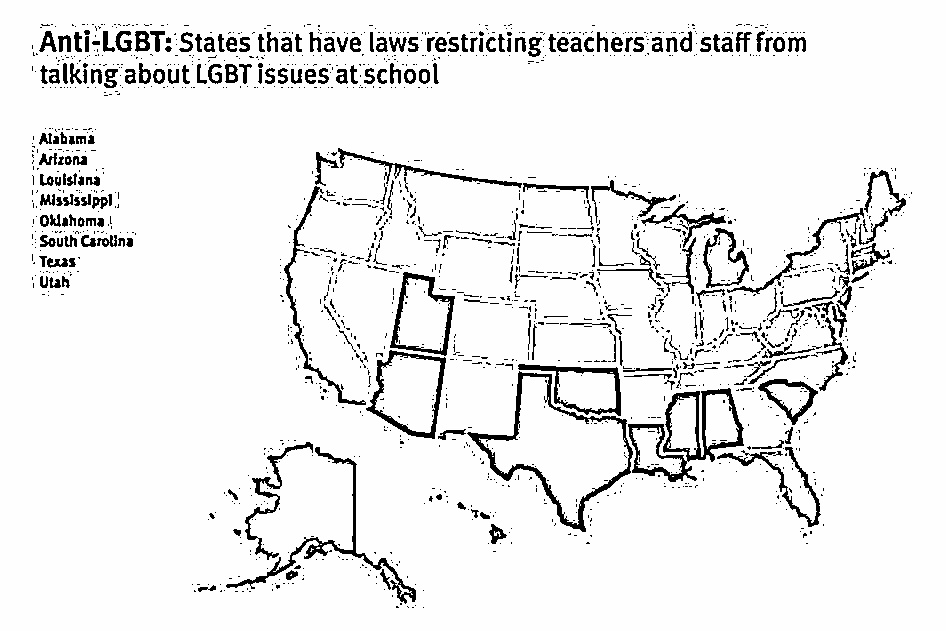 Anti-LGBT: States that have laws restricting teachers and staff from
talking about LGBT issues at school
Alabama
Arizona
Louisiana
Mississippi
Oklahoma
South Carolina
Texas
Utah